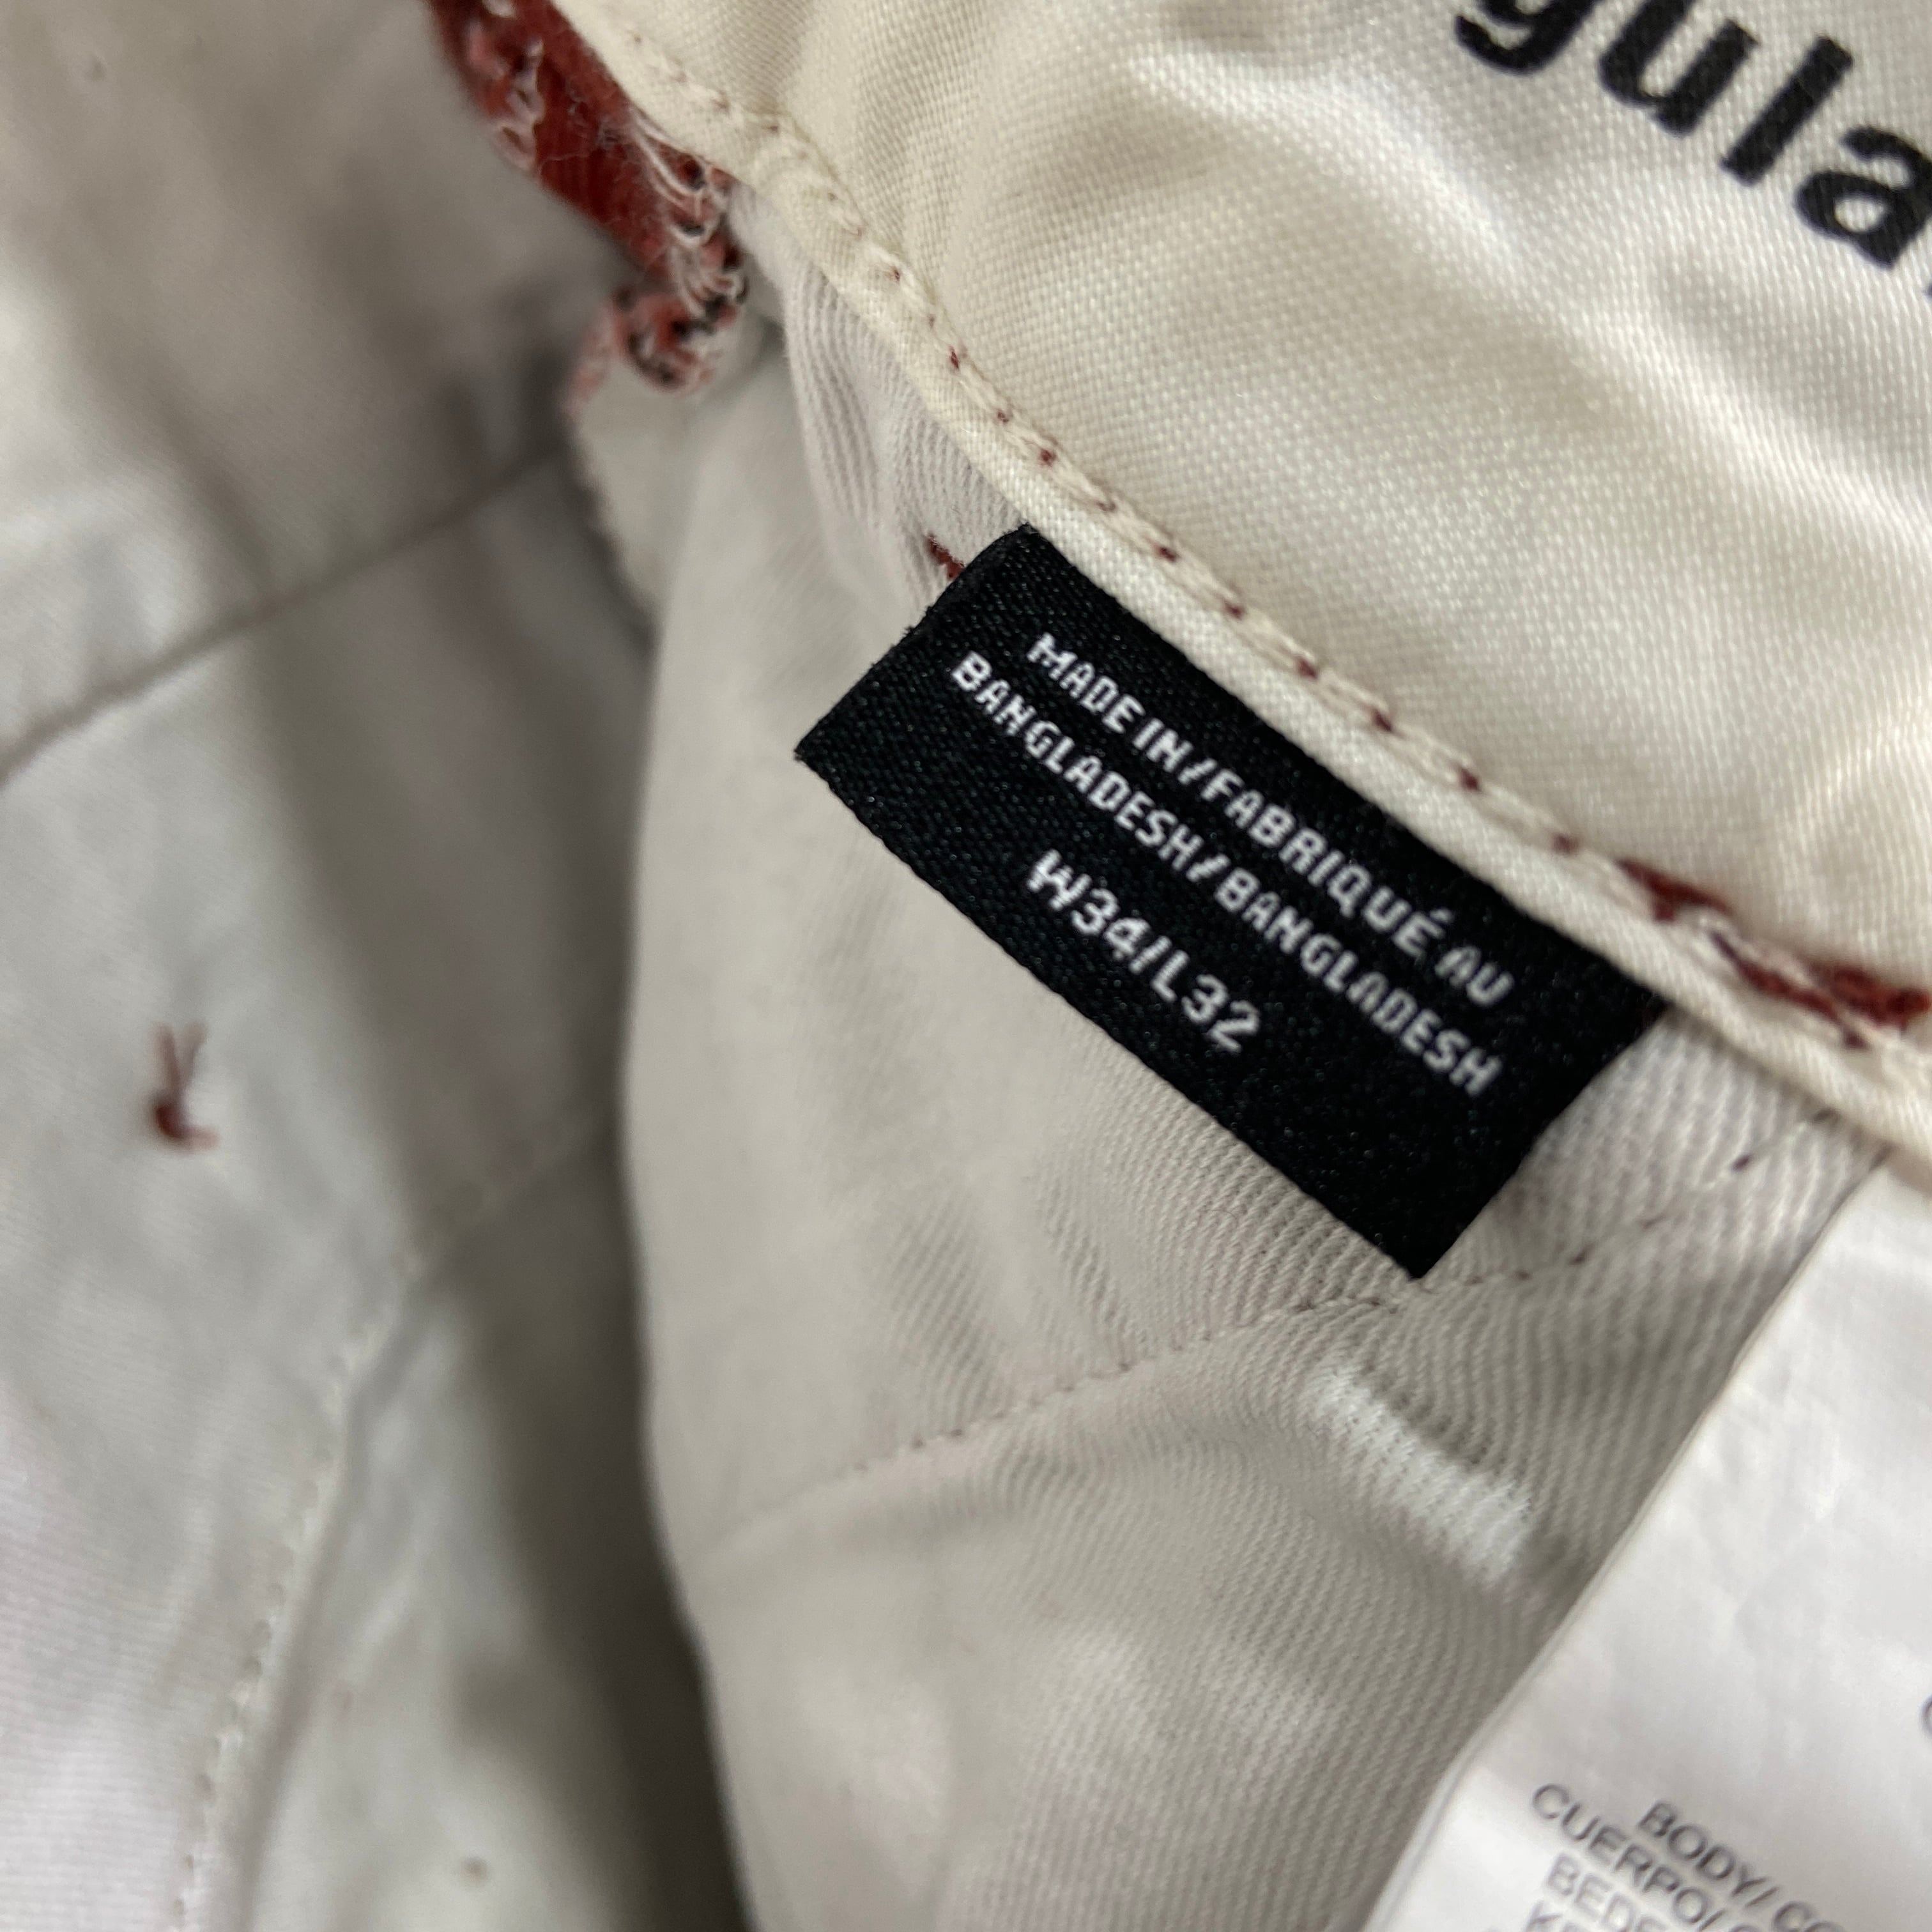 gula
MADE IN/FABRIQUÉ AU
BANGLADESH/BANGLADESH
W34/L32
BODY/
CUERPO/